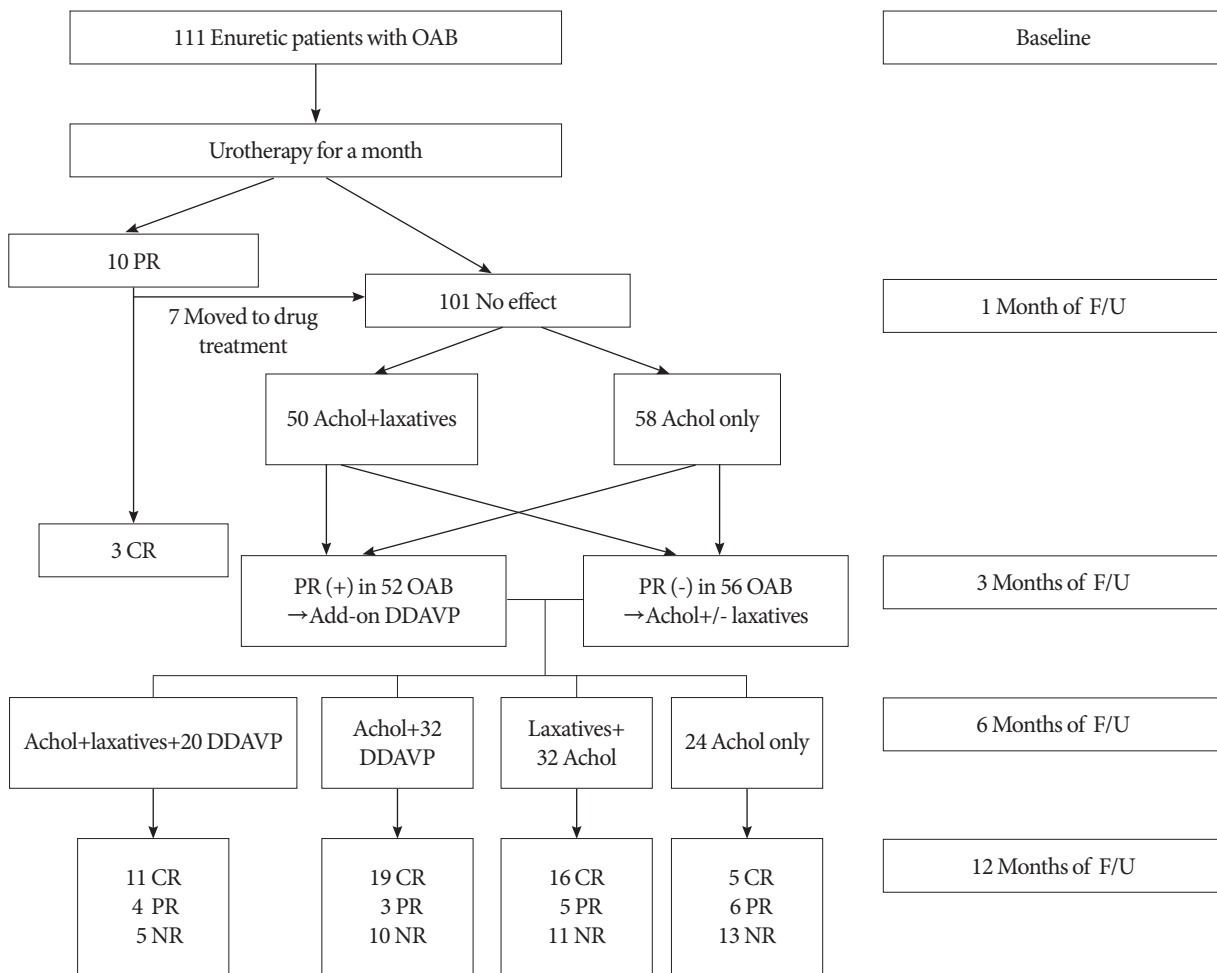 111 Enuretic patients with OAB
Baseline
Urotherapy for a month
10 PR
7 Moved to drug
treatment
101 No effect
1 Month of F/U
50 Achol+laxatives
58 Achol only
3 CR
PR (+) in 52 OAB
→Add-on DDAVP
PR (-) in 56 OAB
→Achol+/- laxatives
3 Months of F/U
Achol+laxatives+20 DDAVP
Achol+32
DDAVP
Laxatives+
32 Achol
24 Achol only
6 Months of F/U
11 CR
4 PR
5 NR
19 CR
3 PR
10 NR
16 CR
5 PR
11 NR
5 CR
6 PR
13 NR
12 Months of F/U